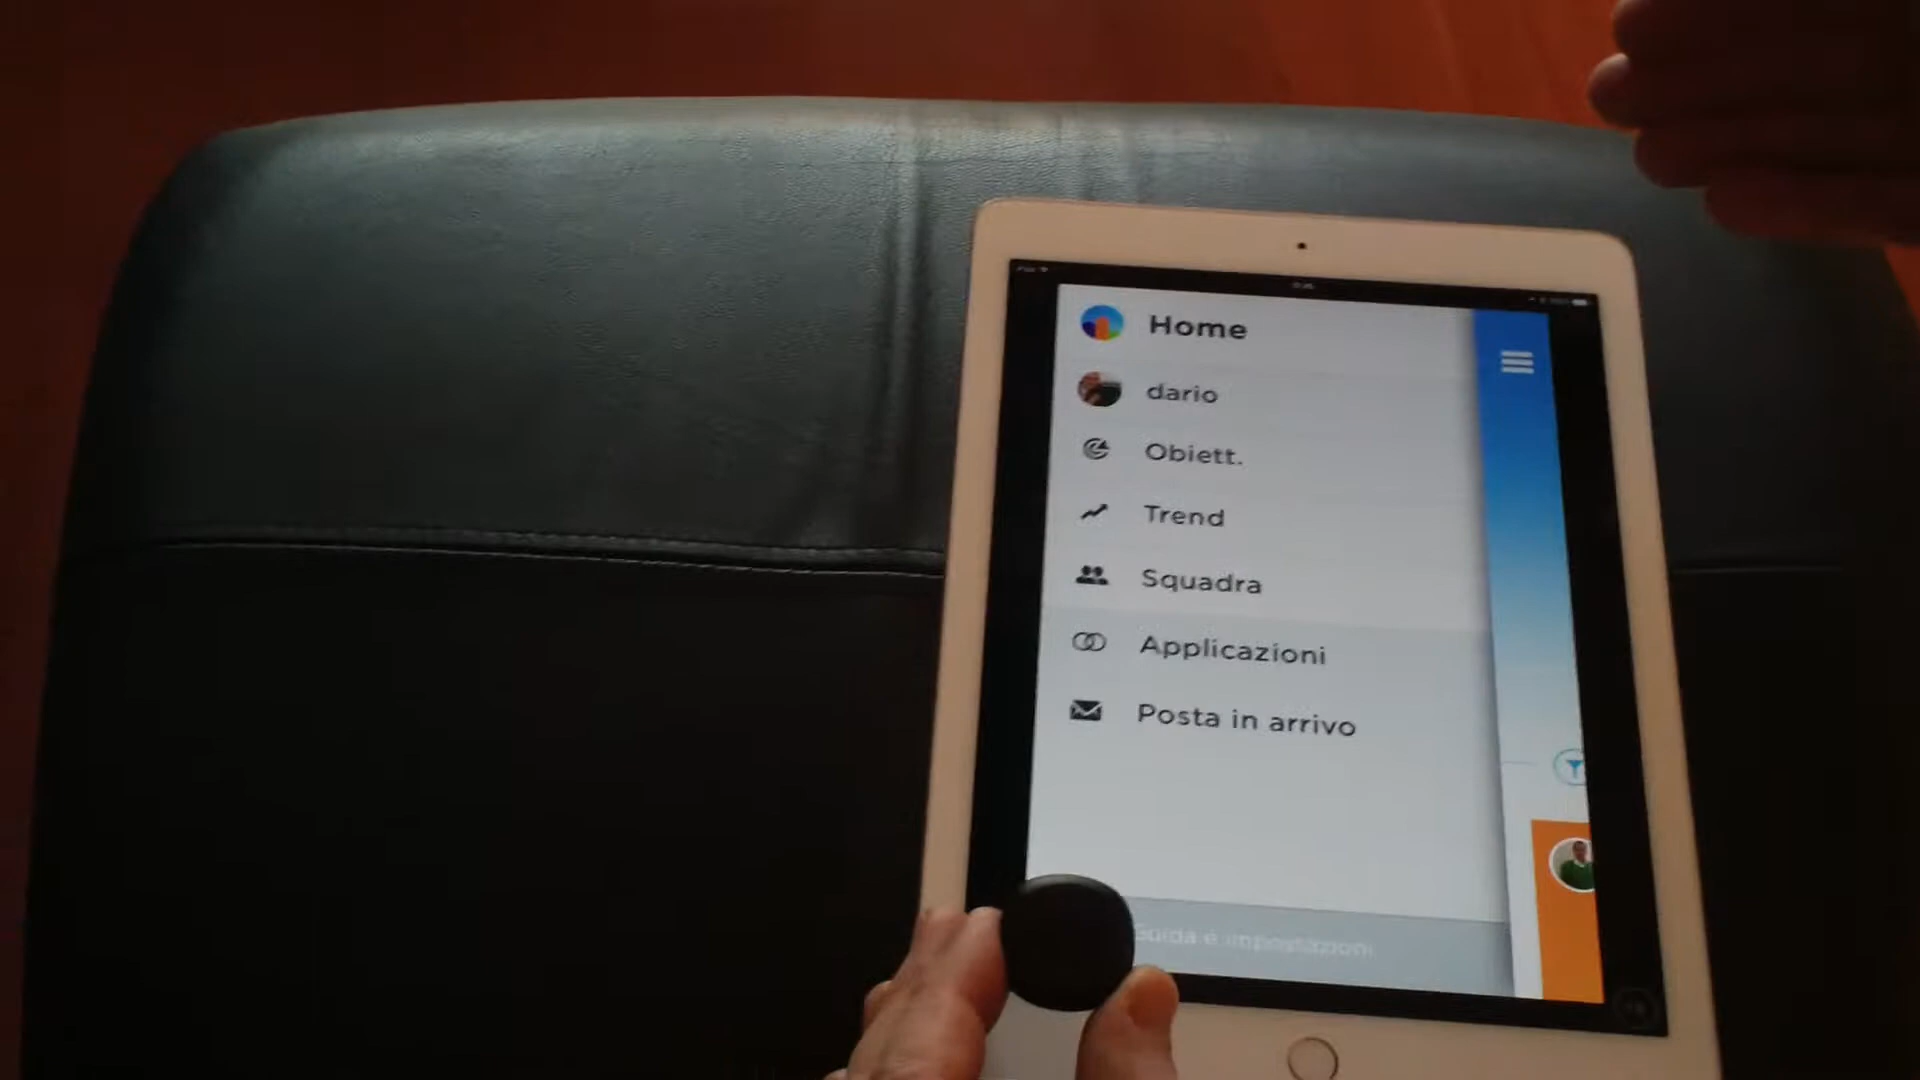 Home
dario
Obiett.
Trend
Squadra
Applicazioni
Posta in arrivo
Guida e impostazioni